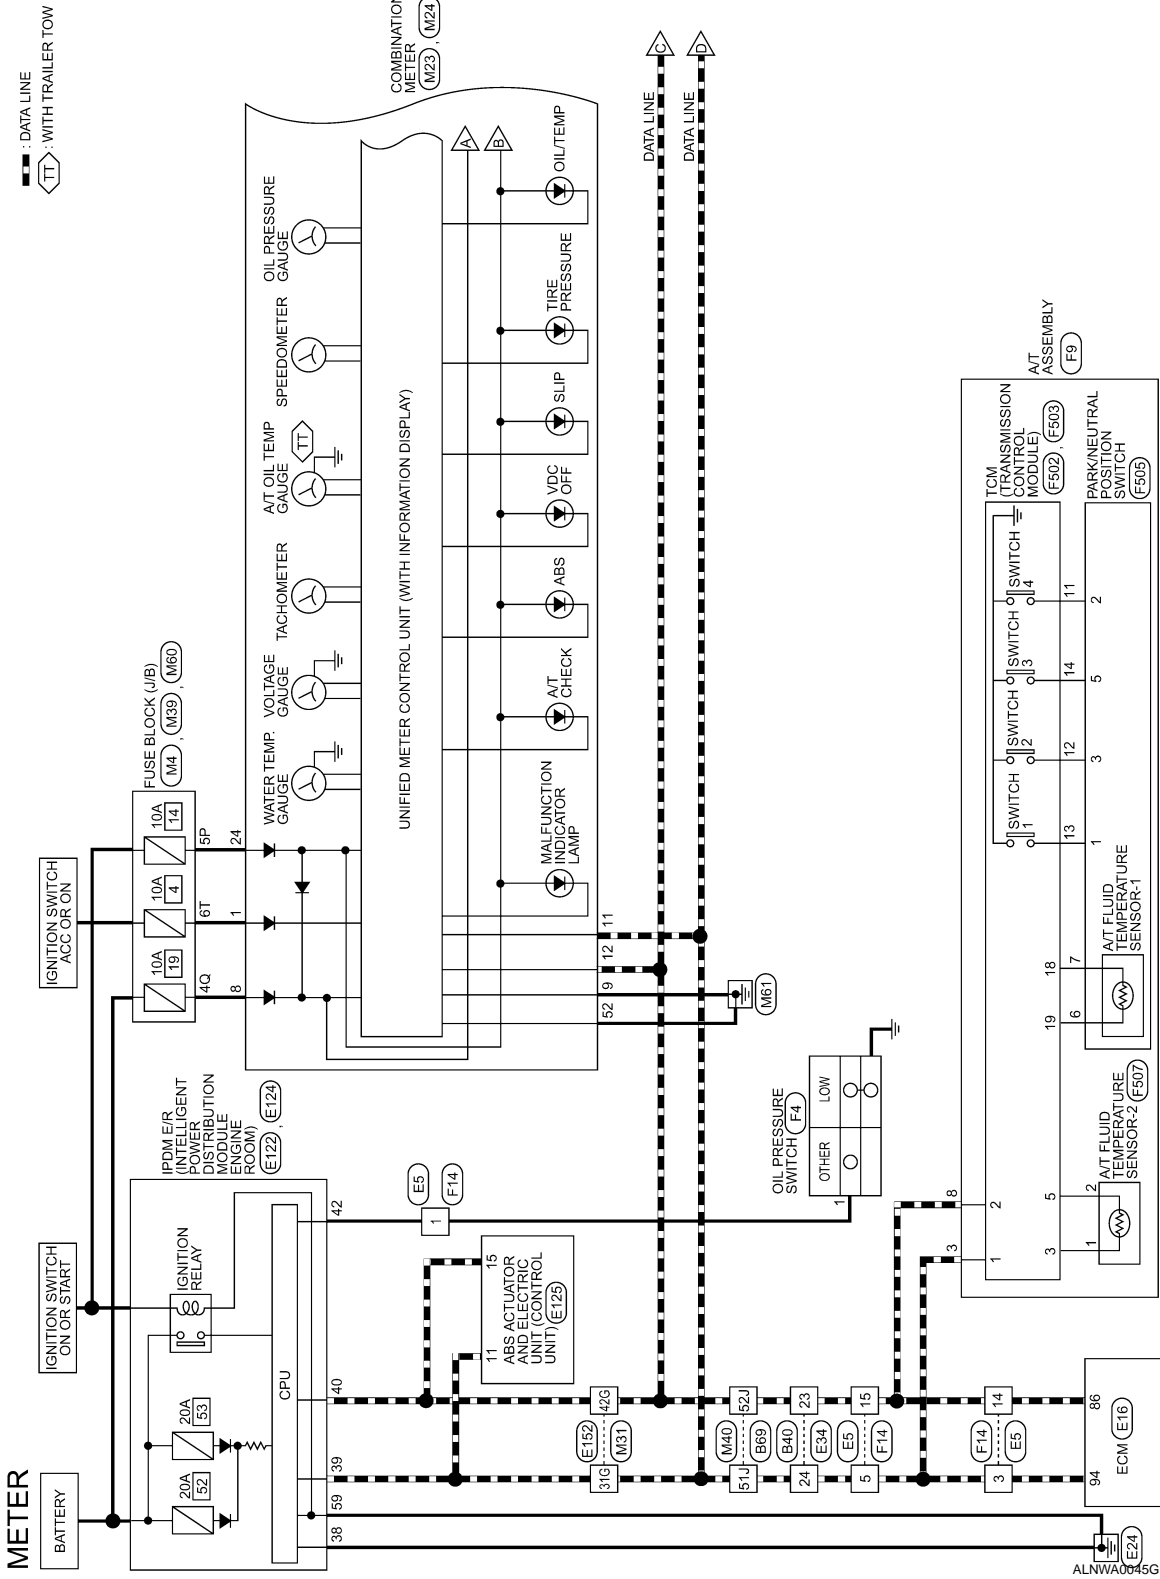 METER
: DATA LINE
TT : WITH TRAILER TOW
BATTERY
IGNITION SWITCH
ON OR START
IGNITION SWITCH
ACC OR ON
IPDM E/R
(INTELLIGENT
POWER
DISTRIBUTION
MODULE
ENGINE
ROOM)
E122 , E124
20A
52
20A
53
IGNITION
RELAY
CPU
38
59
39
40
42
FUSE BLOCK (J/B)
M4 , M39 , M60
10A
19
10A
4
10A
14
4Q
6T
5P
8
1
24
COMBINATION
METER
M23 , M24
WATER TEMP.
GAUGE
VOLTAGE
GAUGE
TACHOMETER
A/T OIL TEMP
GAUGE
TT
SPEEDOMETER
OIL PRESSURE
GAUGE
UNIFIED METER CONTROL UNIT (WITH INFORMATION DISPLAY)
A
B
MALFUNCTION
INDICATOR
LAMP
A/T
CHECK
ABS
VDC
OFF
SLIP
TIRE
PRESSURE
OIL/TEMP
52
9
12
11
M61
DATA LINE
C
DATA LINE
D
E5
1
F14
11
15
ABS ACTUATOR
AND ELECTRIC
UNIT (CONTROL
UNIT) E125
OIL PRESSURE
SWITCH F4
OTHER
LOW
1
31G
E152
M31
42G
51J
M40
B69
52J
24
B40
E34
23
5
E5
F14
15
3
F14
E5
14
94
86
ECM E16
E24
A/T
ASSEMBLY
F9
TCM
(TRANSMISSION
CONTROL
MODULE)
F502 , F503
3
8
1
2
3
5
1
2
A/T FLUID
TEMPERATURE
SENSOR-2 F507
19
18
6
7
A/T FLUID
TEMPERATURE
SENSOR-1
SWITCH
1
SWITCH
2
SWITCH
3
SWITCH
4
13
12
14
11
1
3
5
2
PARK/NEUTRAL
POSITION
SWITCH
F505
ALNWA0045G